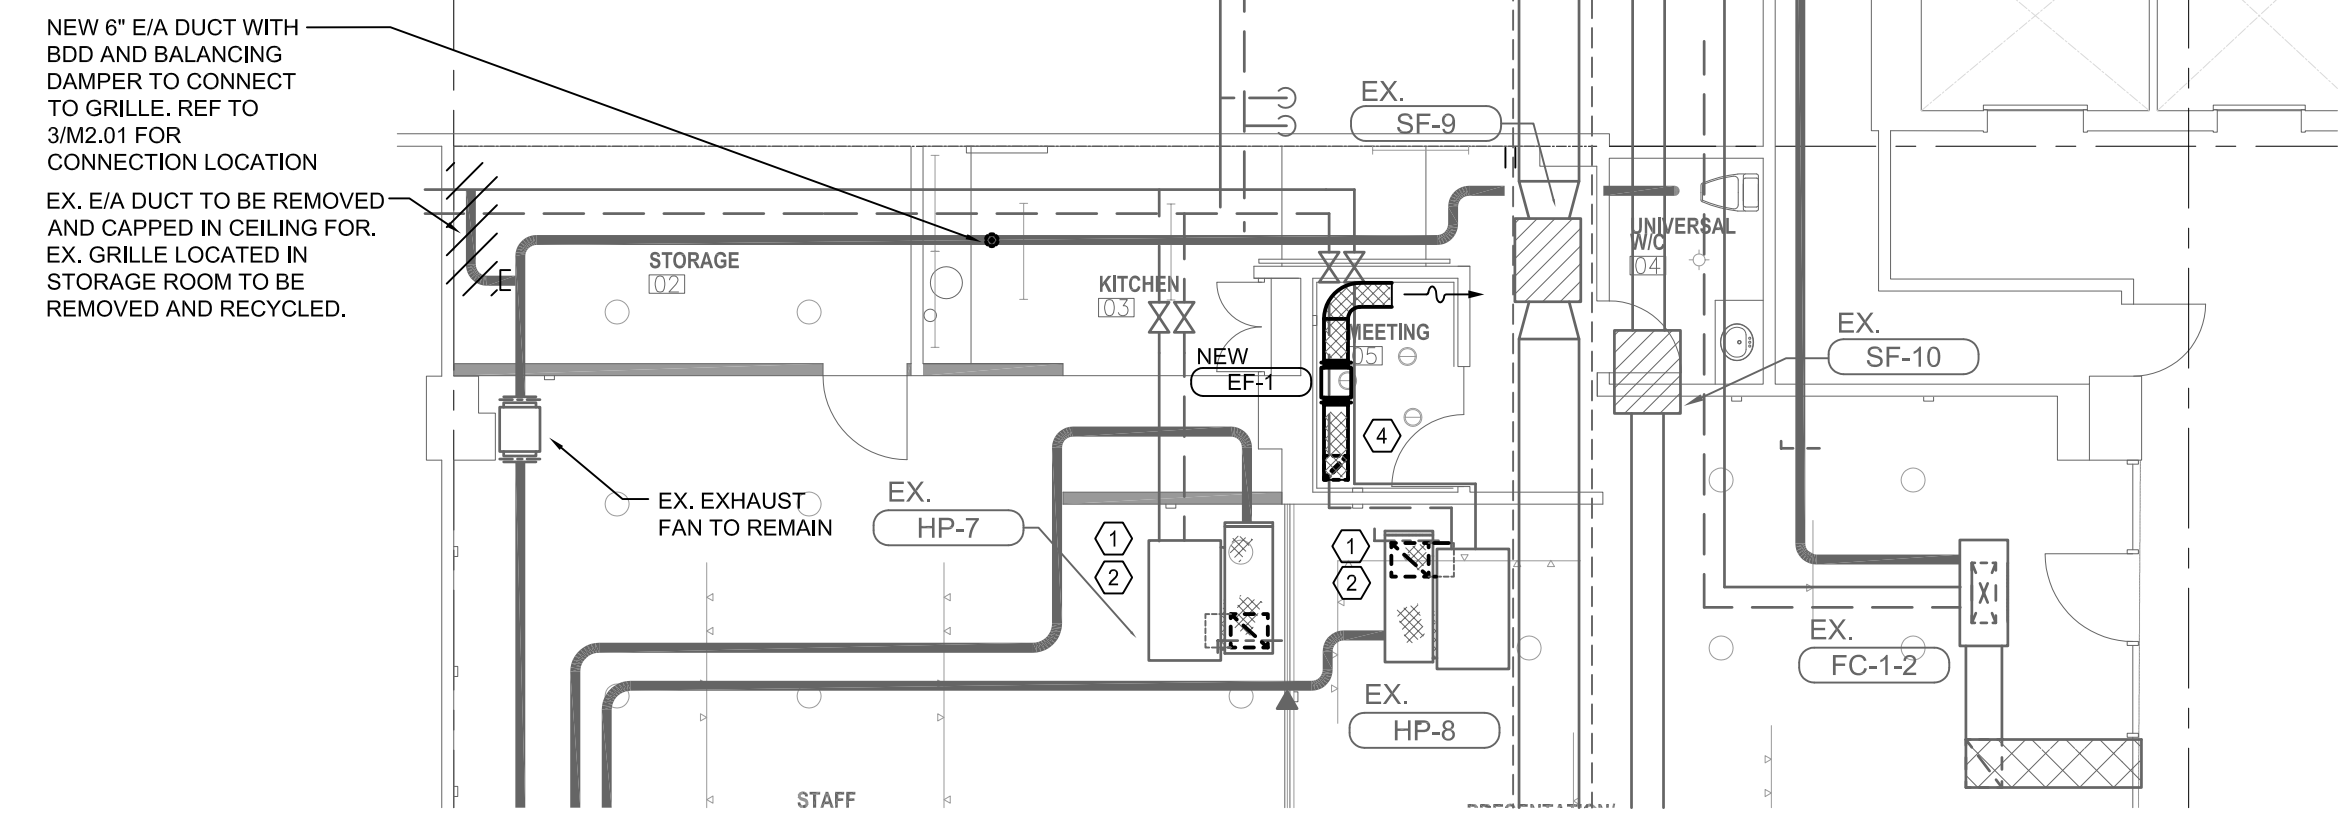 NEW 6" E/A DUCT WITH
BDD AND BALANCING
DAMPER TO CONNECT
TO GRILLE. REF TO
3/M2.01 FOR
CONNECTION LOCATION
EX. E/A DUCT TO BE REMOVED
AND CAPPED IN CEILING FOR.
EX. GRILLE LOCATED IN
STORAGE ROOM TO BE
REMOVED AND RECYCLED.
EX.
SF-9
UNIVERSAL
W/C
04
STORAGE
02
KITCHEN
03
MEETING
05
NEW
EF-1
EX.
SF-10
4
EX. EXHAUST
FAN TO REMAIN
EX.
HP-7
1
2
1
2
EX.
HP-8
EX.
FC-1-2
STAFF
PRESENTATION/